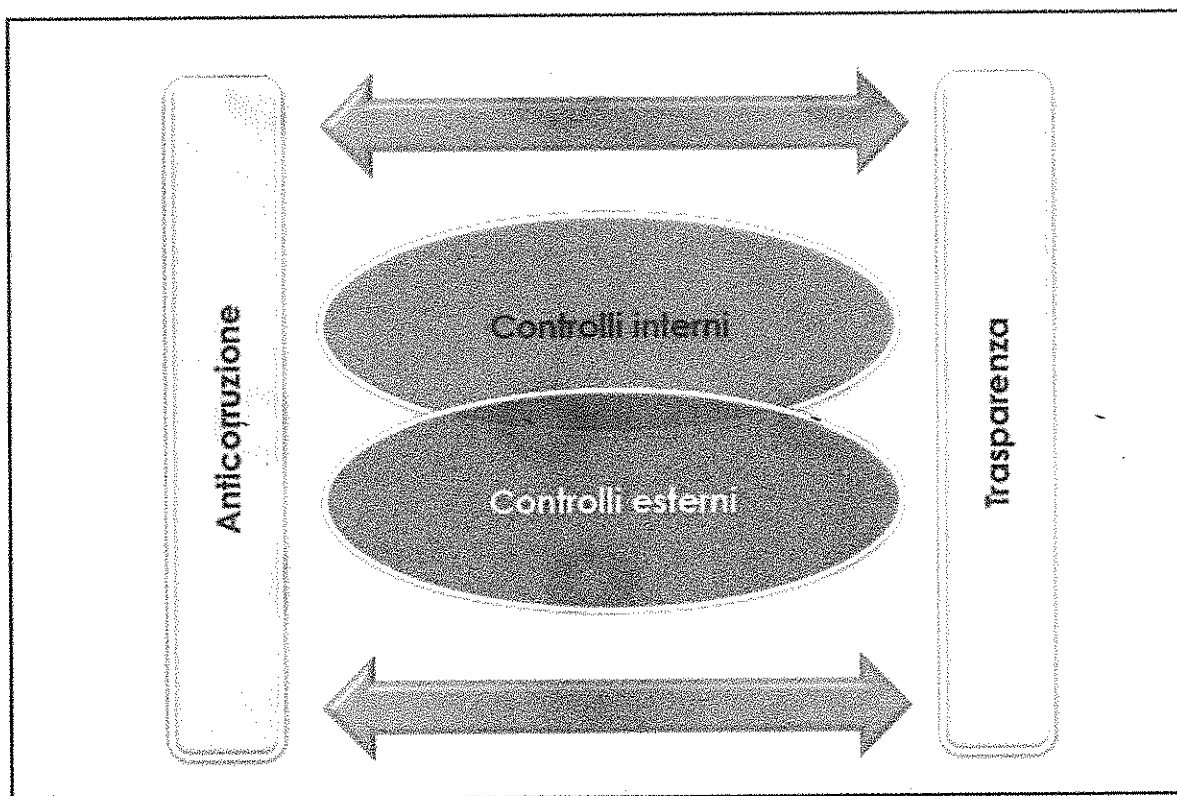 Anticorruzione
Controlli interni
Controlli esterni
Trasparenza